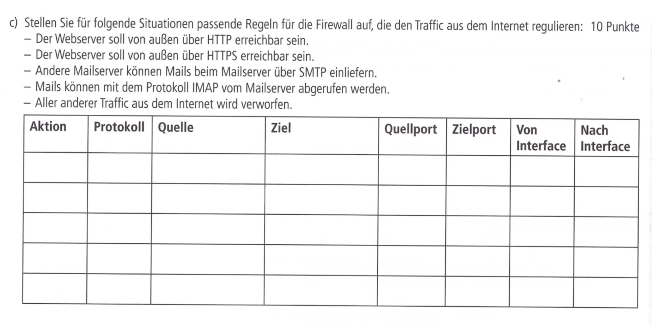 c) Stellen Sie für folgende Situationen passende Regeln für die Firewall auf, die den Traffic aus dem Internet regulieren: 10 Punkte
– Der Webserver soll von außen über HTTP erreichbar sein.
– Der Webserver soll von außen über HTTPS erreichbar sein.
– Andere Mailserver können Mails beim Mailserver über SMTP einliefern.
– Mails können mit dem Protokoll IMAP vom Mailserver abgerufen werden.
– Aller anderer Traffic aus dem Internet wird verworfen.
Aktion Protokoll Quelle Ziel Quellport Zielport Von Nach
Interface Interface